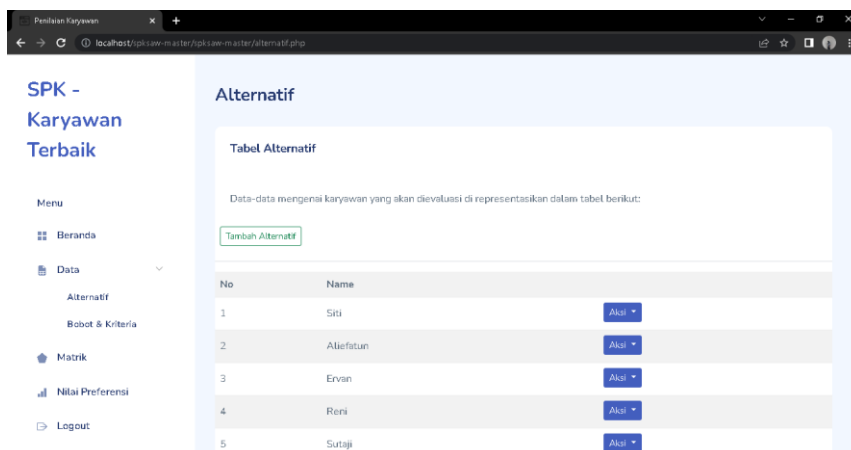 Penilaian Karyawan
localhost/spksaw-master/spksaw-master/alternatif.php
SPK -
Karyawan
Terbaik
Menu
Beranda
Data
Alternatif
Bobot & Kriteria
Matrik
Nilai Preferensi
Logout
Alternatif
Tabel Alternatif
Data-data mengenai karyawan yang akan dievaluasi di representasikan dalam tabel berikut:
Tambah Alternatif
No Name
1 Siti Aksi
2 Aliefatun Aksi
3 Ervan Aksi
4 Reni Aksi
5 Sutaji Aksi